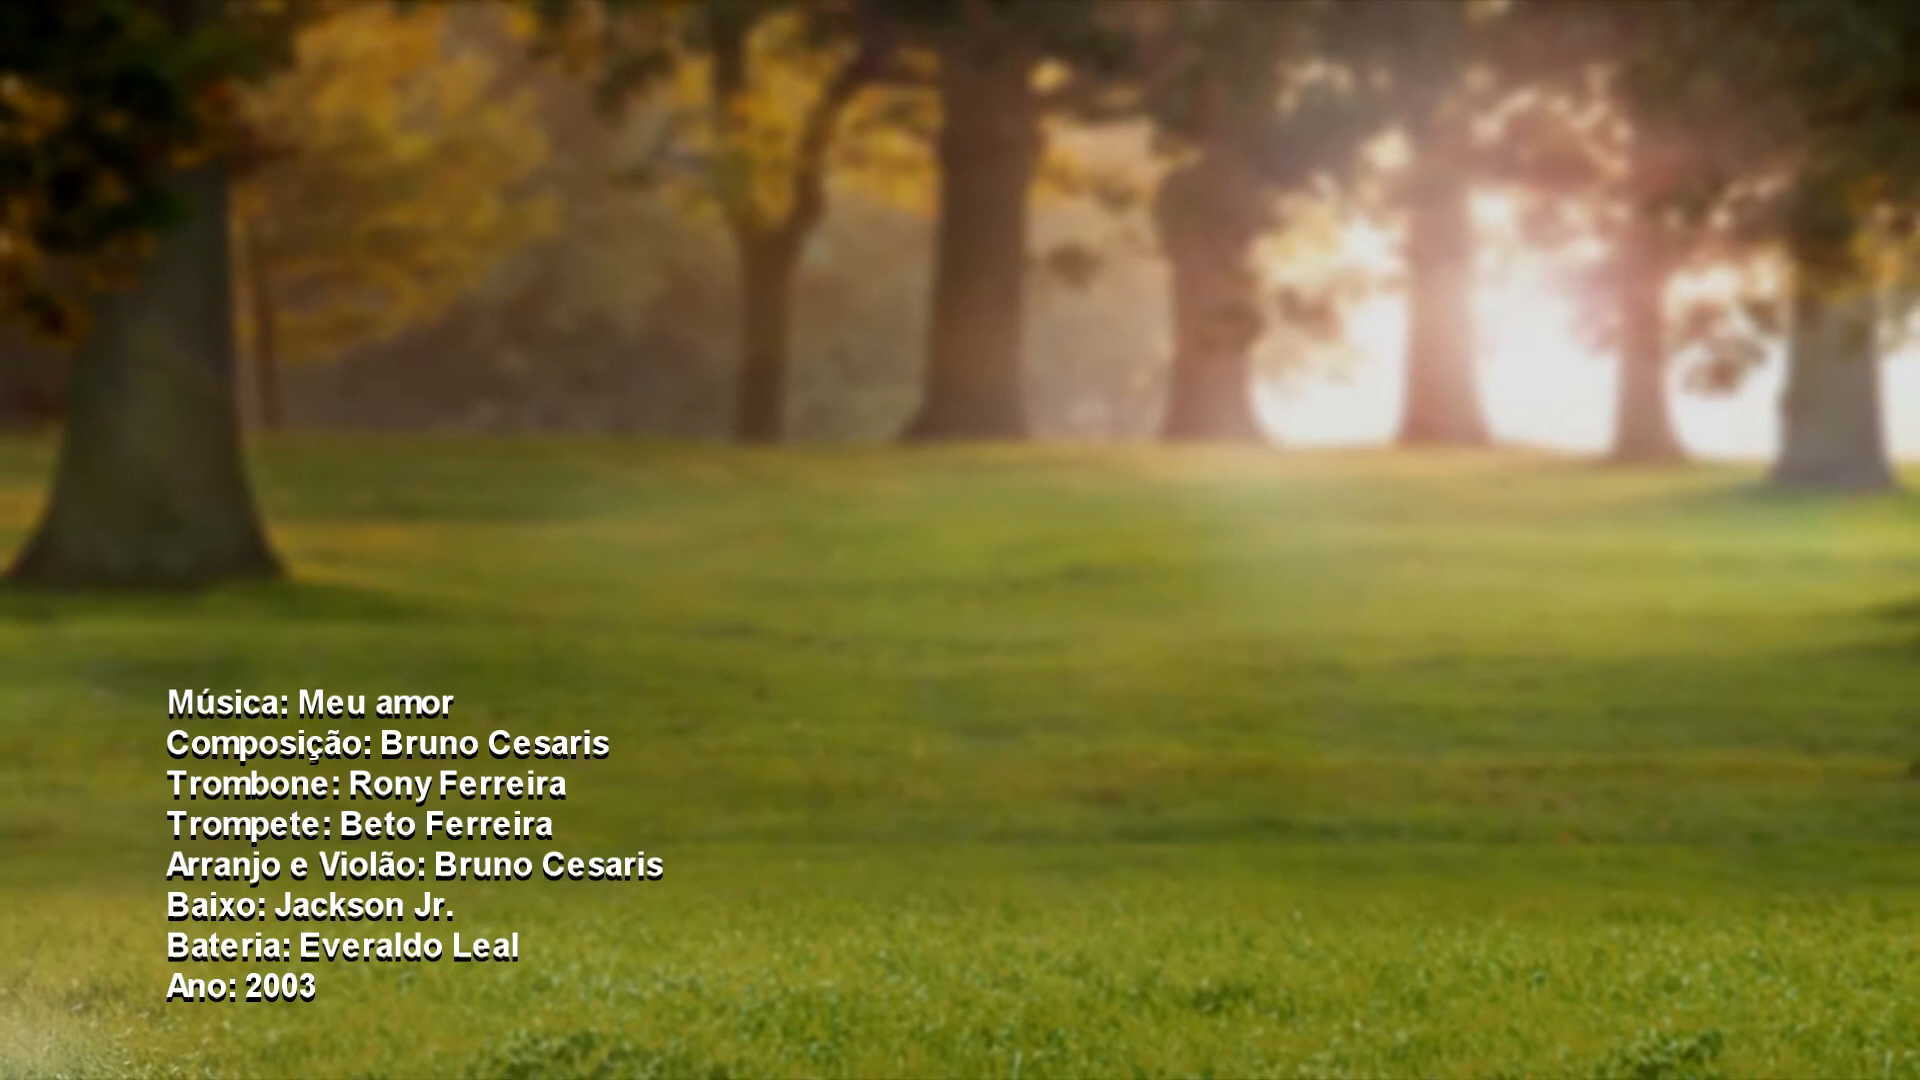 Música: Meu amor
Composição: Bruno Cesaris
Trombone: Rony Ferreira
Trompete: Beto Ferreira
Arranjo e Violão: Bruno Cesaris
Baixo: Jackson Jr.
Bateria: Everaldo Leal
Ano: 2003